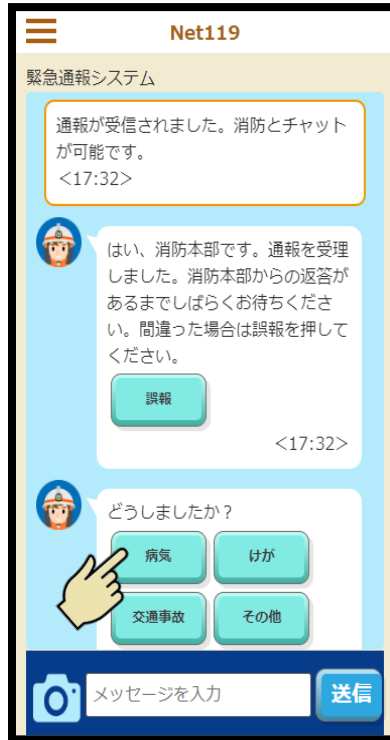 Net119
緊急通報システム
通報が受信されました。消防とチャット
が可能です。
<17:32>
はい、消防本部です。通報を受理
しました。消防本部からの返答が
あるまでしばらくお待ちくださ
い。間違った場合は誤報を押して
ください。
誤報
<17:32>
どうしましたか？
病気 けが
交通事故 その他
メッセージを入力 送信